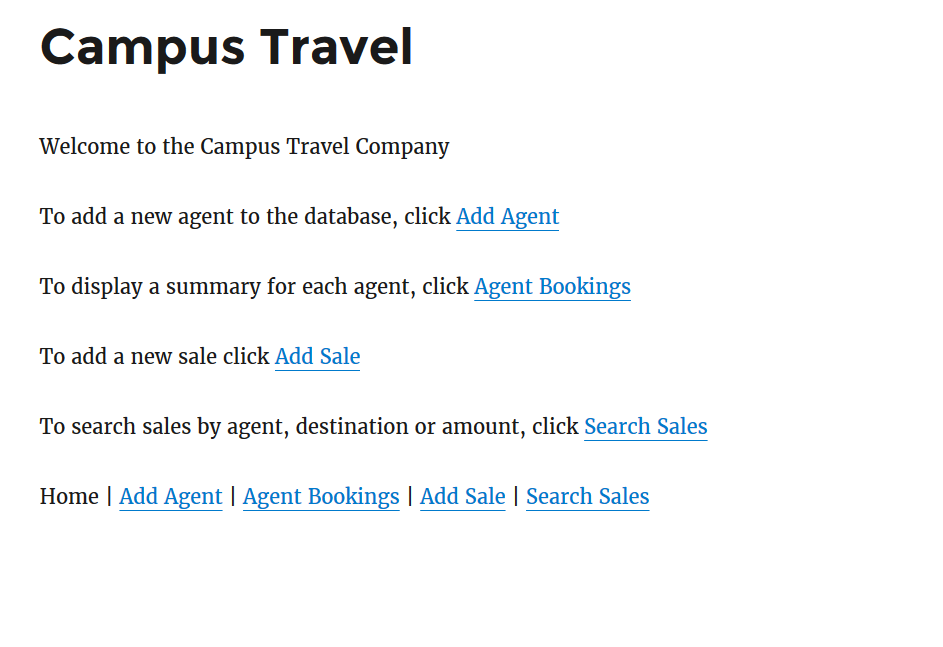 Campus Travel
Welcome to the Campus Travel Company
To add a new agent to the database, click Add Agent
To display a summary for each agent, click Agent Bookings
To add a new sale click Add Sale
To search sales by agent, destination or amount, click Search Sales
Home | Add Agent | Agent Bookings | Add Sale | Search Sales